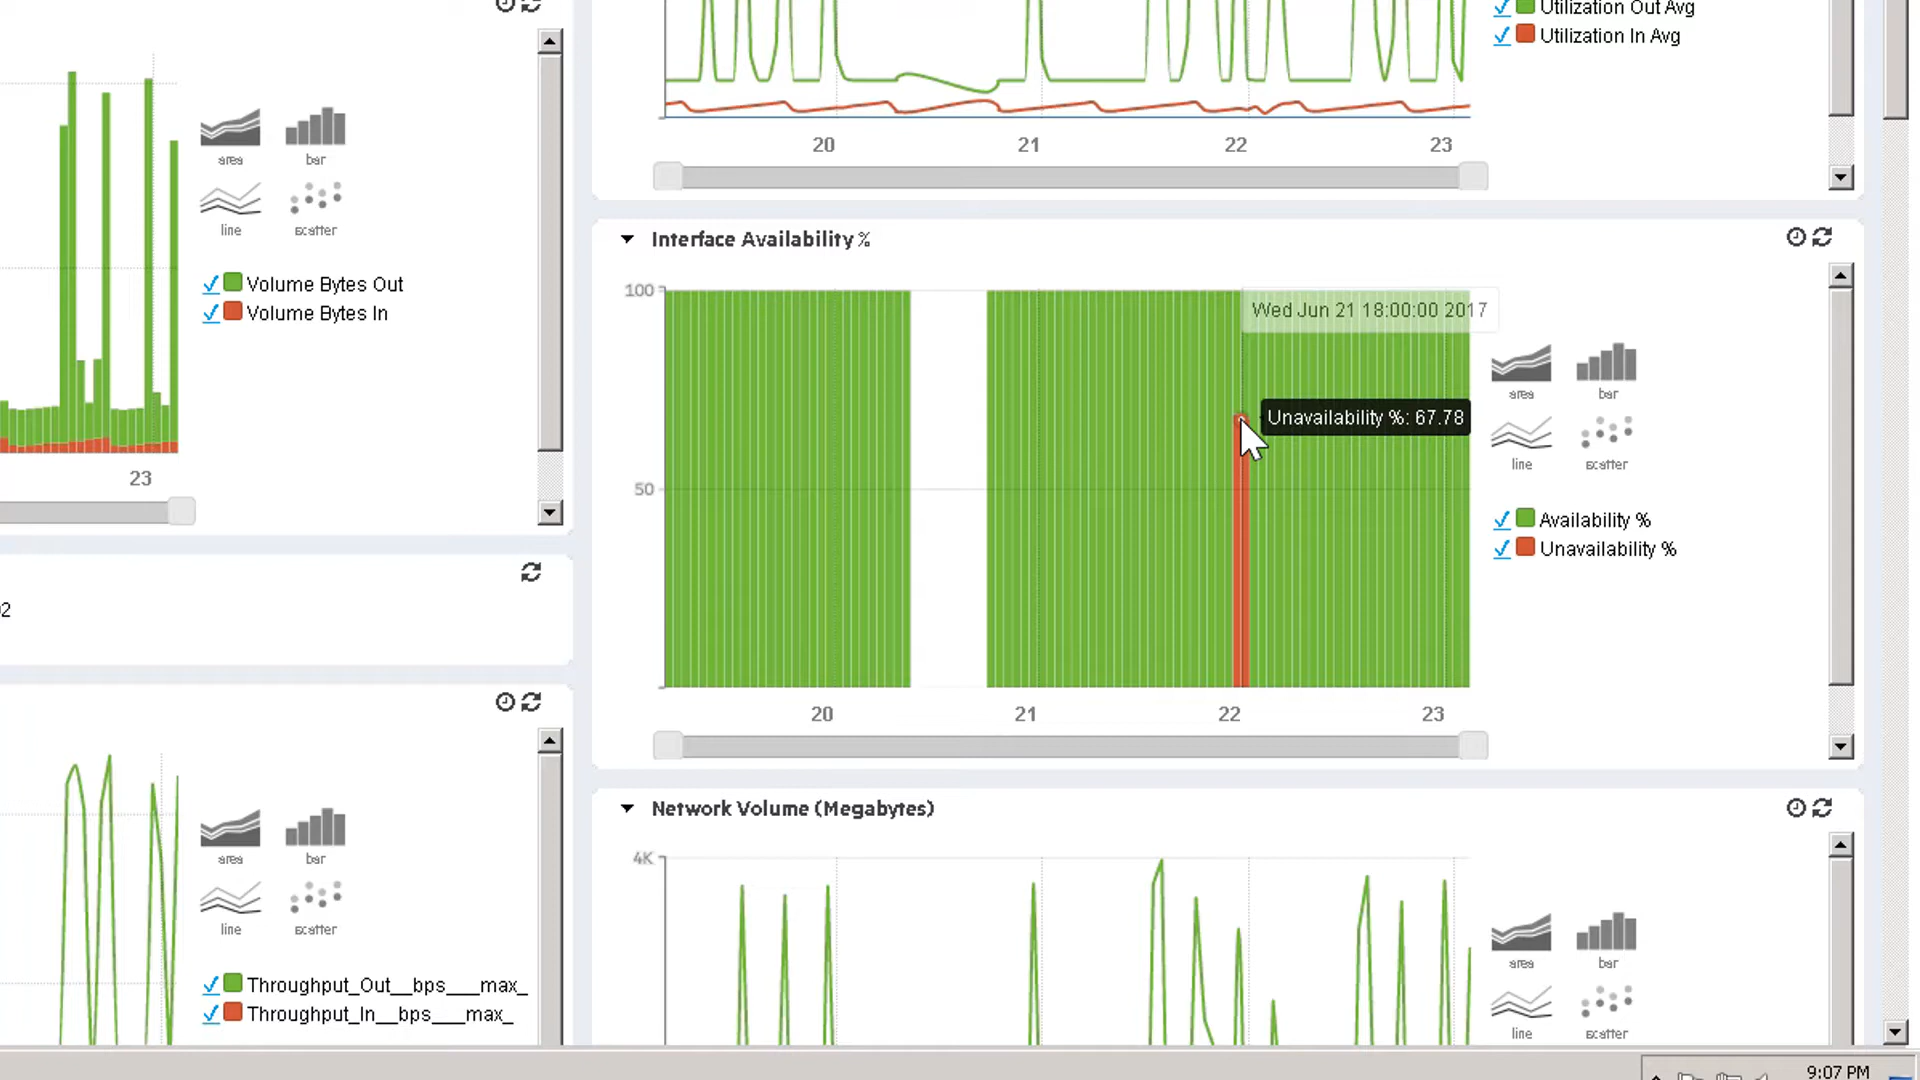 area
bar
line
scatter
Volume Bytes Out
Volume Bytes In
23
02
area
bar
line
scatter
Throughput_Out__bps___max_
Throughput_In__bps___max_
Utilization Out Avg
Utilization In Avg
20 21 22 23
Interface Availability %
100
50
Wed Jun 21 18:00:00 2017
Unavailability %: 67.78
20 21 22 23
area
bar
line
scatter
Availability %
Unavailability %
Network Volume (Megabytes)
4K
area
bar
line
scatter
9:07 PM